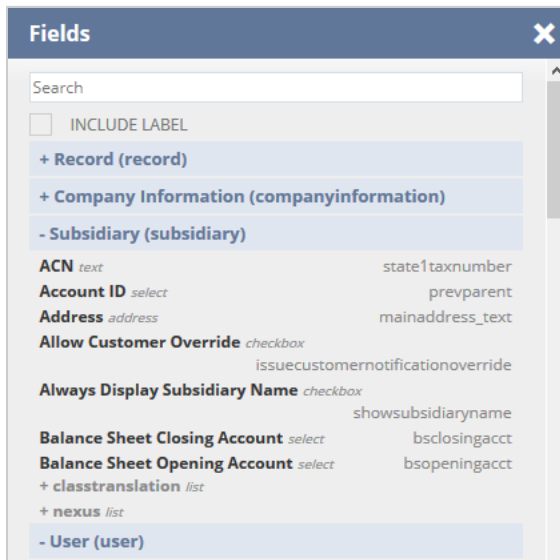 Fields
Search
INCLUDE LABEL
+ Record (record)
+ Company Information (companyinformation)
- Subsidiary (subsidiary)
ACN text state1taxnumber
Account ID select prevparent
Address address mainaddress_text
Allow Customer Override checkbox
issuecustomernotificationoverride
Always Display Subsidiary Name checkbox
showsubsidiaryname
Balance Sheet Closing Account select bsclosingacct
Balance Sheet Opening Account select bsopeningacct
+ classtranslation list
+ nexus list
- User (user)